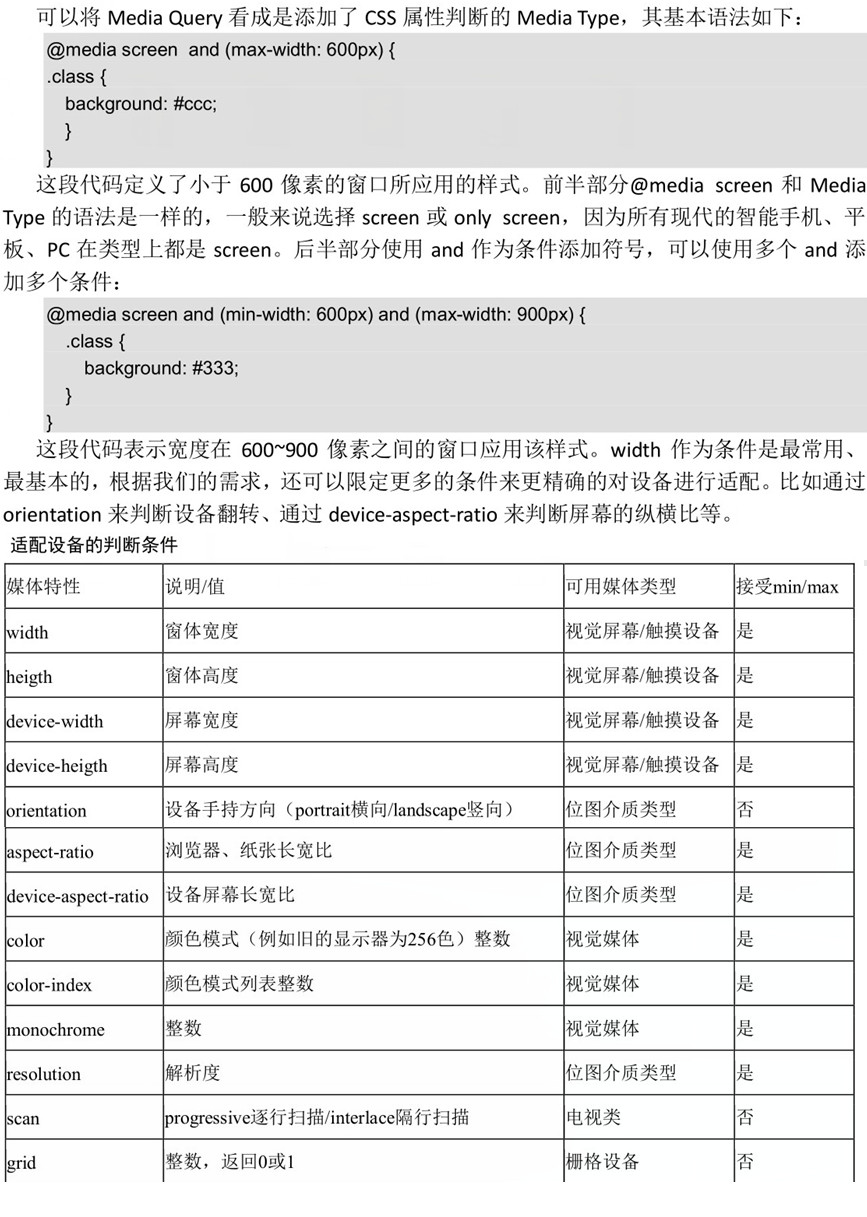 可以将 Media Query 看成是添加了 CSS 属性判断的 Media Type，其基本语法如下：
@media screen and (max-width: 600px) {
.class {
background: #ccc;
}
}
这段代码定义了小于 600 像素的窗口所应用的样式。前半部分@media screen 和 Media
Type 的语法是一样的，一般来说选择 screen 或 only screen，因为所有现代的智能手机、平
板、PC 在类型上都是 screen。后半部分使用 and 作为条件添加符号，可以使用多个 and 添
加多个条件：
@media screen and (min-width: 600px) and (max-width: 900px) {
.class {
background: #333;
}
}
这段代码表示宽度在 600~900 像素之间的窗口应用该样式。width 作为条件是最常用、
最基本的，根据我们的需求，还可以限定更多的条件来更精确的对设备进行适配。比如通过
orientation 来判断设备翻转、通过 device-aspect-ratio 来判断屏幕的纵横比等。
适配设备的判断条件
媒体特性 说明/值 可用媒体类型 接受min/max
width 窗体宽度 视觉屏幕/触摸设备 是
heigth 窗体高度 视觉屏幕/触摸设备 是
device-width 屏幕宽度 视觉屏幕/触摸设备 是
device-heigth 屏幕高度 视觉屏幕/触摸设备 是
orientation 设备手持方向（portrait横向/landscape竖向） 位图介质类型 否
aspect-ratio 浏览器、纸张长宽比 位图介质类型 是
device-aspect-ratio 设备屏幕长宽比 位图介质类型 是
color 颜色模式（例如旧的显示器为256色）整数 视觉媒体 是
color-index 颜色模式列表整数 视觉媒体 是
monochrome 整数 视觉媒体 是
resolution 解析度 位图介质类型 是
scan progressive逐行扫描/interlace隔行扫描 电视类 否
grid 整数，返回0或1 栅格设备 否